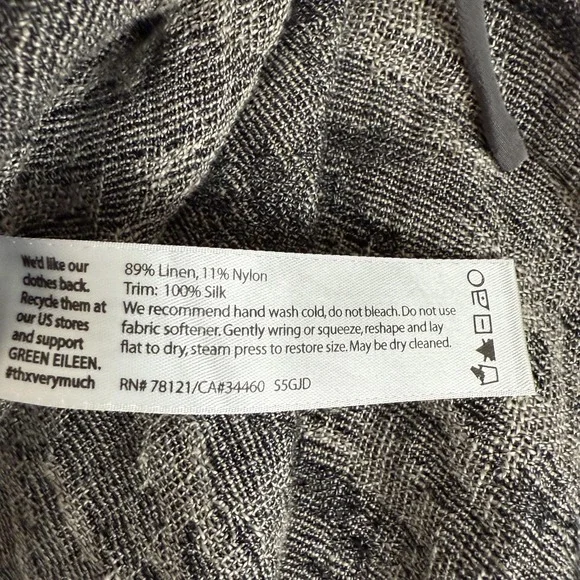 We'd like our
clothes back.
Recycle them at
our US stores
and support
GREEN EILEEN.
#thxverymuch
89% Linen, 11% Nylon
Trim: 100% Silk
We recommend hand wash cold, do not bleach. Do not use
fabric softener. Gently wring or squeeze, reshape and lay
flat to dry, steam press to restore size. May be dry cleaned.
RN# 78121/CA#34460 S5GJD